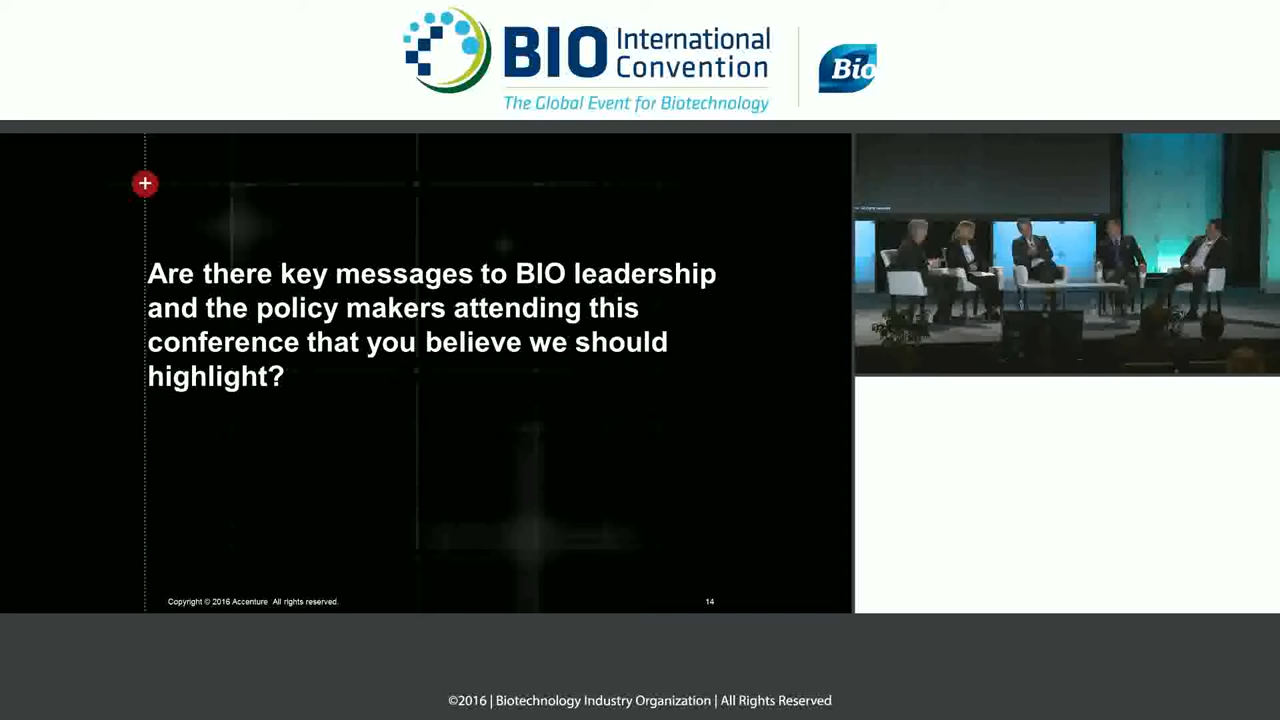 BIO International
Convention
The Global Event for Biotechnology
Bio
+
Are there key messages to BIO leadership
and the policy makers attending this
conference that you believe we should
highlight?
Copyright © 2016 Accenture All rights reserved.
14
©2016 | Biotechnology Industry Organization | All Rights Reserved